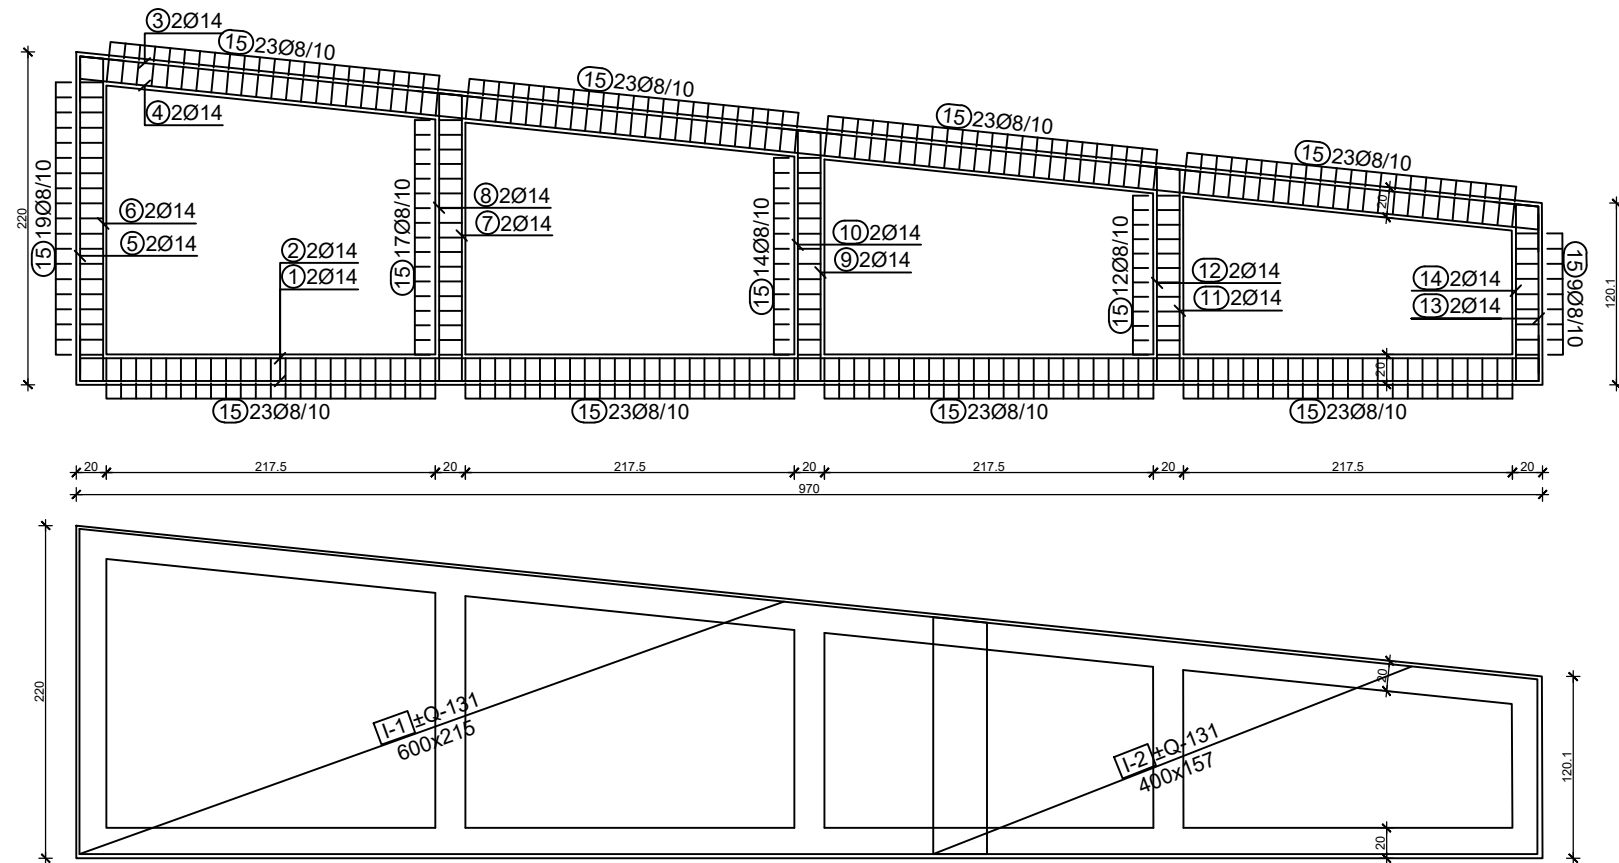 ③2Ø14
⑮23Ø8/10
⑮23Ø8/10
⑮23Ø8/10
⑮23Ø8/10
④2Ø14
220
⑮19Ø8/10
⑥2Ø14
⑤2Ø14
②2Ø14
①2Ø14
⑮17Ø8/10
⑧2Ø14
⑦2Ø14
⑮14Ø8/10
⑩2Ø14
⑨2Ø14
⑮12Ø8/10
⑫2Ø14
⑪2Ø14
20
⑭2Ø14
⑬2Ø14
⑮9Ø8/10
120.1
20
⑮23Ø8/10
⑮23Ø8/10
⑮23Ø8/10
⑮23Ø8/10
20 217.5 20 217.5 20 217.5 20 217.5 20
970
220
I-1 ±Q-131
600x215
I-2 ±Q-131
400x157
20
20
120.1